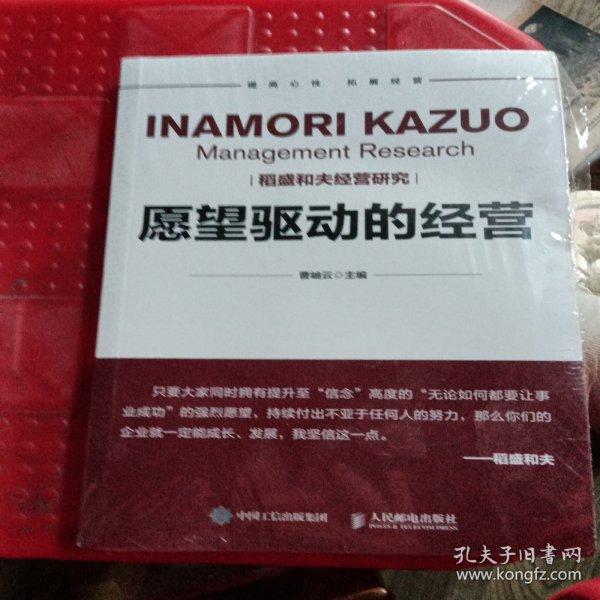 提高心性 拓展经营
INAMORI KAZUO
Management Research
稻盛和夫经营研究
愿望驱动的经营
曹岫云◎主编
只要大家同时拥有提升至“信念”高度的“无论如何都要让事
业成功”的强烈愿望，持续付出不亚于任何人的努力，那么你们的
企业就一定能成长、发展，我坚信这一点。
——稻盛和夫
中国工信出版集团
人民邮电出版社
POSTS & TELECOM PRESS
孔夫子旧书网
www.kongfz.com